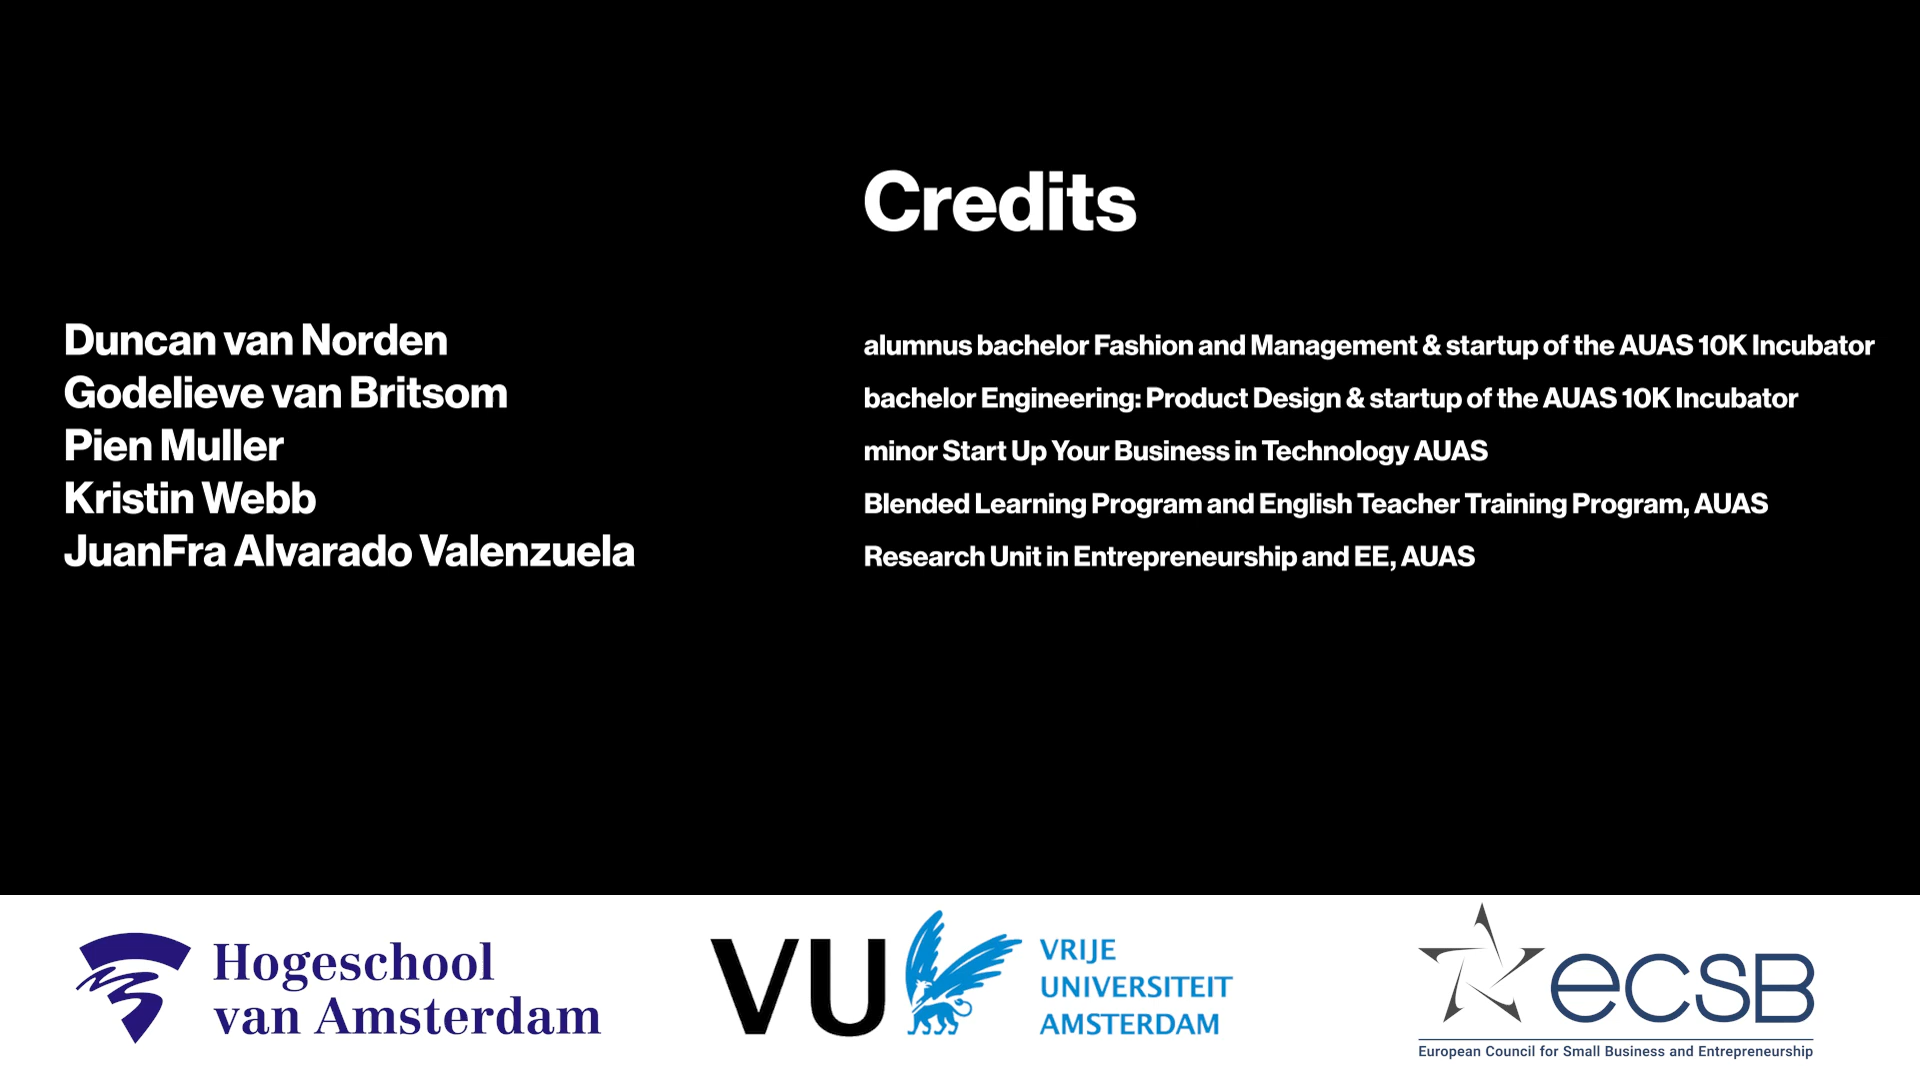 Credits
Duncan van Norden alumnus bachelor Fashion and Management & startup of the AUAS 10K Incubator
Godelieve van Britsom bachelor Engineering: Product Design & startup of the AUAS 10K Incubator
Pien Muller minor Start Up Your Business in Technology AUAS
Kristin Webb Blended Learning Program and English Teacher Training Program, AUAS
JuanFra Alvarado Valenzuela Research Unit in Entrepreneurship and EE, AUAS
Hogeschool
van Amsterdam
VU
VRIJE
UNIVERSITEIT
AMSTERDAM
ecsB
European Council for Small Business and Entrepreneurship